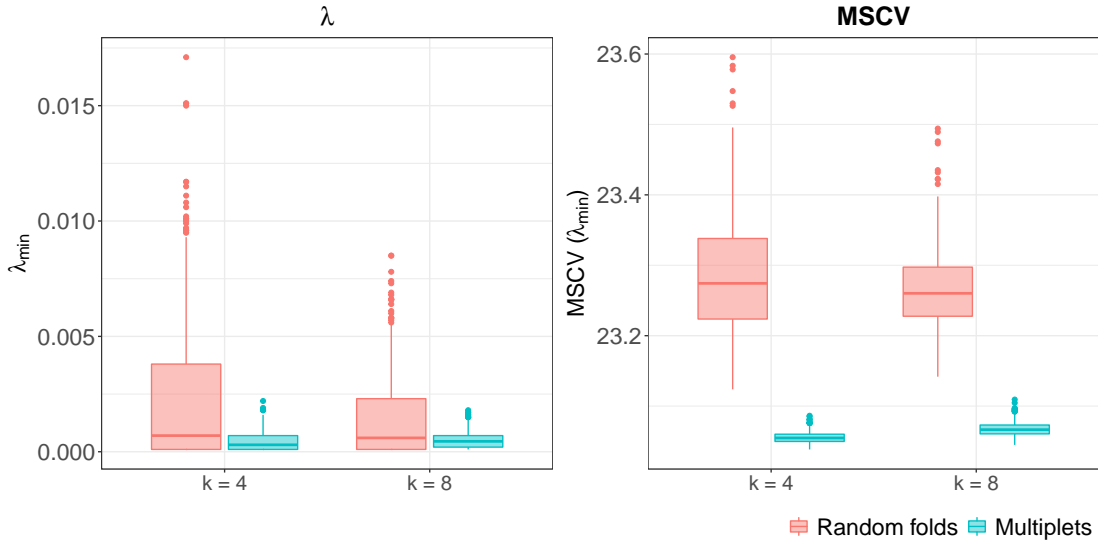 λ
MSCV
0.015
0.010
0.005
0.000
λmin
k = 4
k = 8
23.6
23.4
23.2
MSCV (λmin)
k = 4
k = 8
Random folds
Multiplets